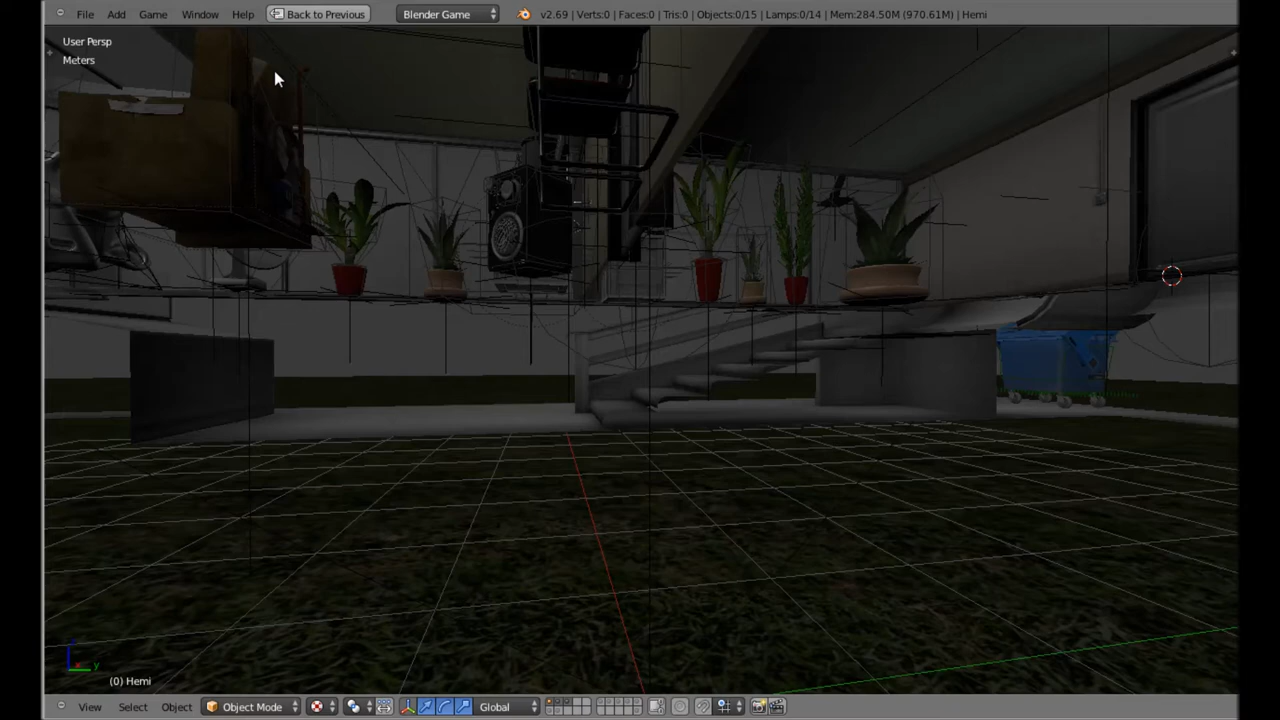 File Add Game Window Help Back to Previous Blender Game v2.69 | Verts:0 | Faces:0 | Tris:0 | Objects:0/15 | Lamps:0/14 | Mem:284.50M (970.61M) | Hemi
User Persp
Meters
z
x y
(0) Hemi
View Select Object Object Mode Global